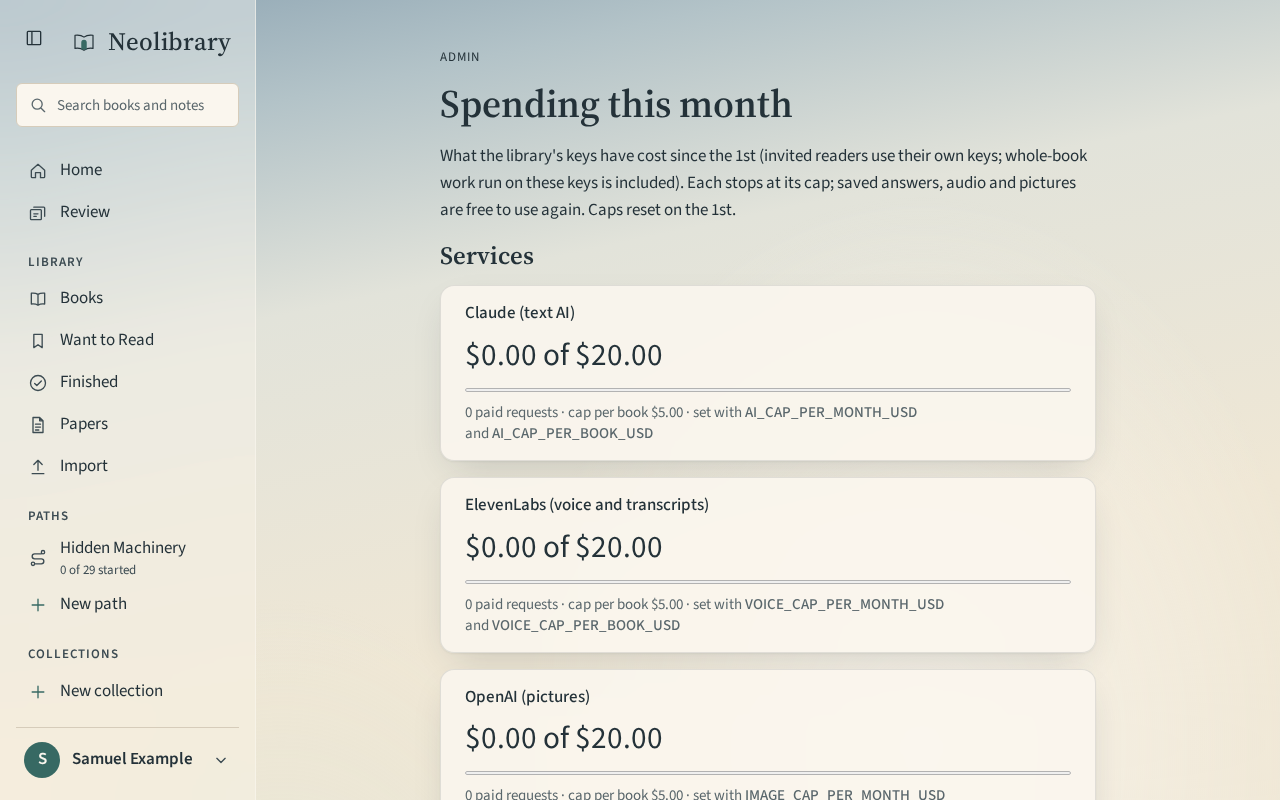 Neolibrary
Search books and notes
Home
Review
LIBRARY
Books
Want to Read
Finished
Papers
Import
PATHS
Hidden Machinery
0 of 29 started
New path
COLLECTIONS
New collection
S
Samuel Example
ADMIN
Spending this month
What the library's keys have cost since the 1st (invited readers use their own keys; whole-book
work run on these keys is included). Each stops at its cap; saved answers, audio and pictures
are free to use again. Caps reset on the 1st.
Services
Claude (text AI)
$0.00 of $20.00
0 paid requests · cap per book $5.00 · set with AI_CAP_PER_MONTH_USD
and AI_CAP_PER_BOOK_USD
ElevenLabs (voice and transcripts)
$0.00 of $20.00
0 paid requests · cap per book $5.00 · set with VOICE_CAP_PER_MONTH_USD
and VOICE_CAP_PER_BOOK_USD
OpenAI (pictures)
$0.00 of $20.00
0 paid requests · cap per book $5.00 · set with IMAGE_CAP_PER_MONTH_USD